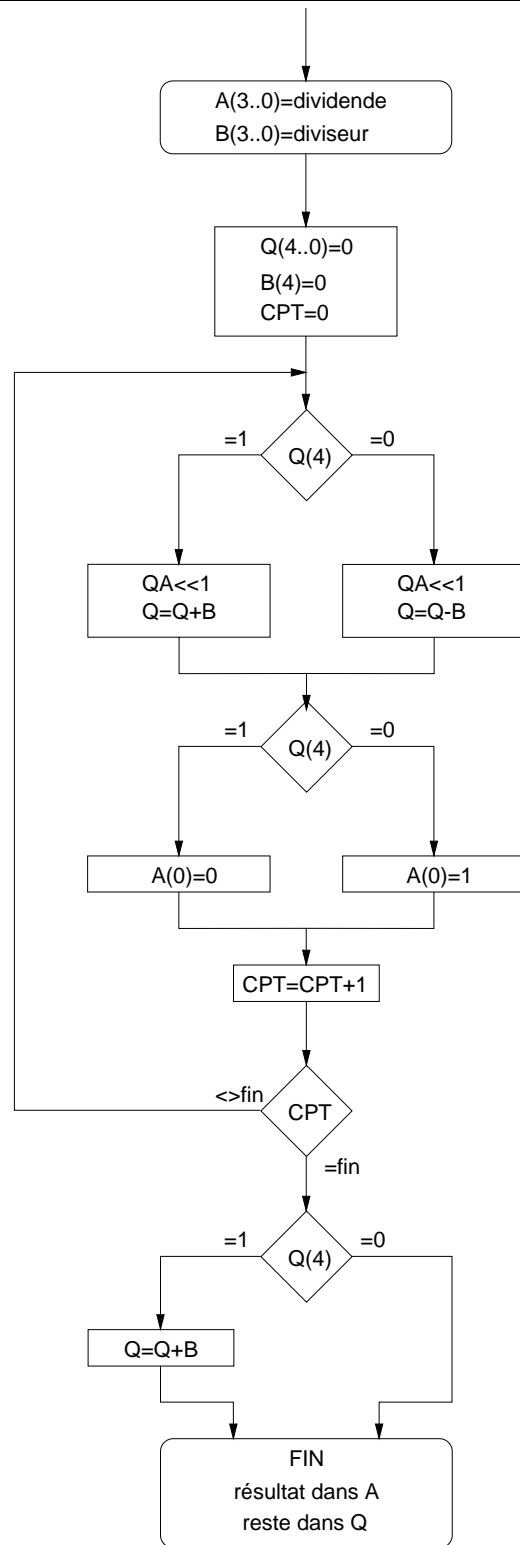 A(3..0)=dividende
B(3..0)=diviseur
Q(4..0)=0
B(4)=0
CPT=0
=1
Q(4)
=0
QA<<1
Q=Q+B
QA<<1
Q=Q-B
=1
Q(4)
=0
A(0)=0
A(0)=1
CPT=CPT+1
<>fin
CPT
=fin
=1
Q(4)
=0
Q=Q+B
FIN
résultat dans A
reste dans Q